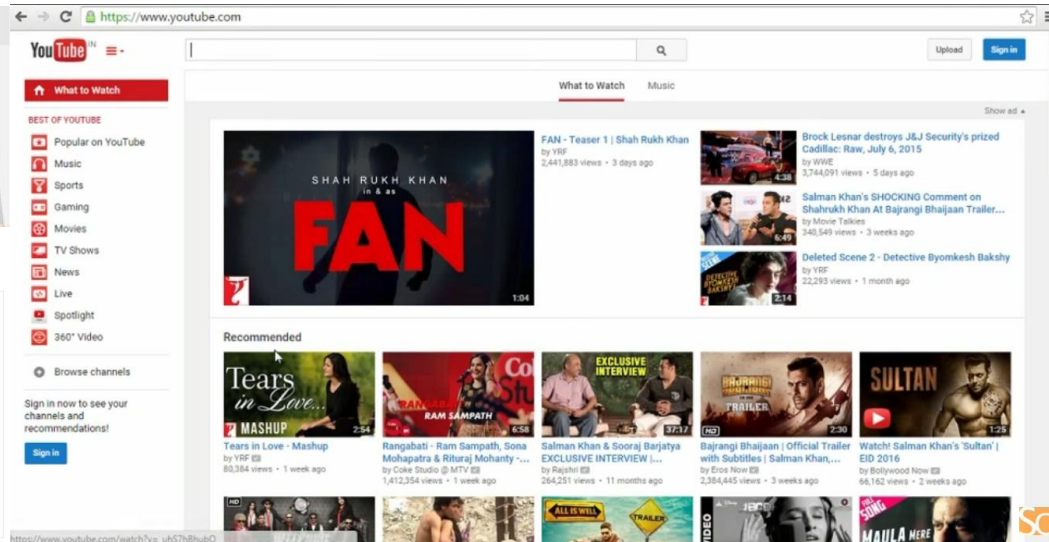 https://www.youtube.com
YouTube IN
Upload
Sign in
What to Watch
Music
Show ad
What to Watch
BEST OF YOUTUBE
Popular on YouTube
Music
Sports
Gaming
Movies
TV Shows
News
Live
Spotlight
360° Video
Browse channels
Sign in now to see your
channels and
recommendations!
Sign in
SHAH RUKH KHAN
in & as
FAN
1:04
FAN - Teaser 1 | Shah Rukh Khan
by YRF
2,441,883 views • 3 days ago
4:38
Brock Lesnar destroys J&J Security's prized
Cadillac: Raw, July 6, 2015
by WWE
3,744,091 views • 5 days ago
6:49
Salman Khan's SHOCKING Comment on
Shahrukh Khan At Bajrangi Bhaijaan Trailer...
by Movie Talkies
340,549 views • 3 weeks ago
DETECTIVE
BYOMKESH
BAKSHY!
2:14
Deleted Scene 2 - Detective Byomkesh Bakshy
by YRF
22,293 views • 1 month ago
Recommended
Tears
in Love...
MASHUP
2:54
Tears in Love - Mashup
by YRF
80,384 views • 1 week ago
RANGABATI
RAM SAMPATH
6:58
Rangabati - Ram Sampath, Sona
Mohapatra & Rituraj Mohanty -...
by Coke Studio @ MTV
1,412,354 views • 1 week ago
EXCLUSIVE
INTERVIEW
37:17
Salman Khan & Sooraj Barjatya
EXCLUSIVE INTERVIEW |...
by Rajshri
264,251 views • 11 months ago
BAJRANGI
BHAIJAAN
TRAILER
HD
2:30
Bajrangi Bhaijaan | Official Trailer
with Subtitles | Salman Khan,...
by Eros Now
2,384,445 views • 3 weeks ago
SULTAN
1:25
Watch! Salman Khan's 'Sultan' |
EID 2016
by Bollywood Now
66,162 views • 2 weeks ago
HD
ALL IS WELL
TRAILER
VIDEO
FULL
SONG
MAULA MERE